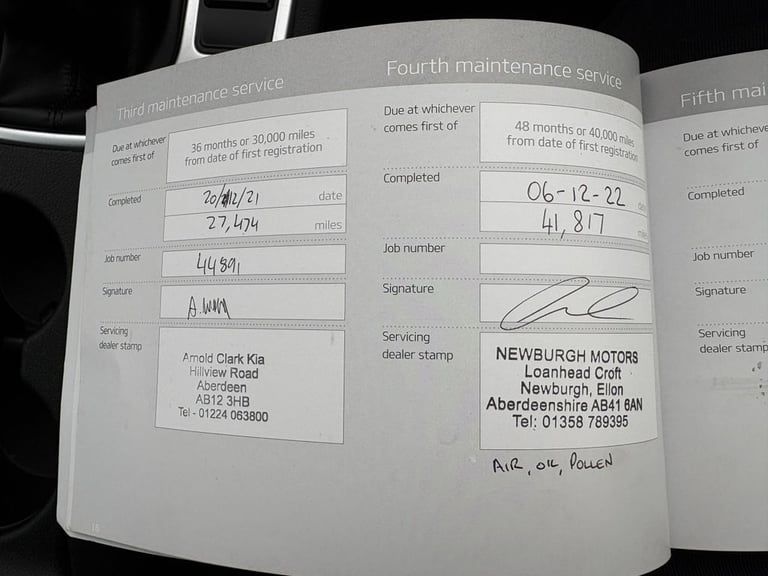 Third maintenance service
Due at whichever
comes first of
36 months or 30,000 miles
from date of first registration
Completed
20/12/21 date
27,474 miles
Job number
44891
Signature
Servicing
dealer stamp
Arnold Clark Kia
Hillview Road
Aberdeen
AB12 3HB
Tel - 01224 063800
16
Fourth maintenance service
Due at whichever
comes first of
48 months or 40,000 miles
from date of first registration
Completed
06-12-22
41,817
Job number
Signature
Servicing
dealer stamp
NEWBURGH MOTORS
Loanhead Croft
Newburgh, Ellon
Aberdeenshire AB41 6AN
Tel: 01358 789395
AIR, OIL, POLLEN
Fifth mai
Due at whicheve
comes first of
Completed
Job number
Signature
Servicing
dealer stamp